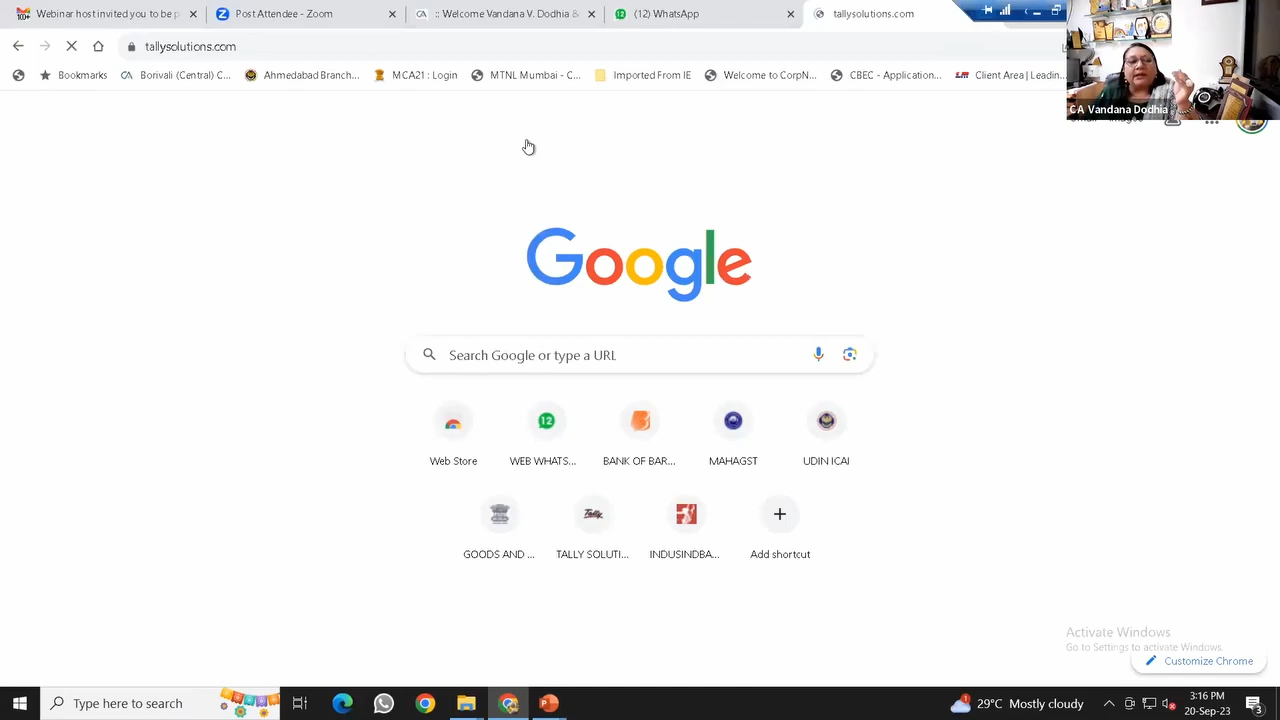 Webinar host invited you to be p
Post Attendee - Zoom
:: Welcome Vandana V. Dodhia B
(12) WhatsApp
tallysolutions.com
tallysolutions.com
Bookmarks
Borivali (Central) C...
Ahmedabad Branch...
MCA21 : Login
MTNL Mumbai - C...
Imported From IE
Welcome to CorpN...
CBEC - Application...
Client Area | Leadin...
CA Vandana Dodhia
Google
Search Google or type a URL
Web Store
WEB WHATS...
BANK OF BAR...
MAHAGST
UDIN ICAI
GOODS AND ...
TALLY SOLUTI...
INDUSINDBA...
Add shortcut
Activate Windows
Go to Settings to activate Windows.
Customize Chrome
Type here to search
29°C Mostly cloudy
3:16 PM
20-Sep-23